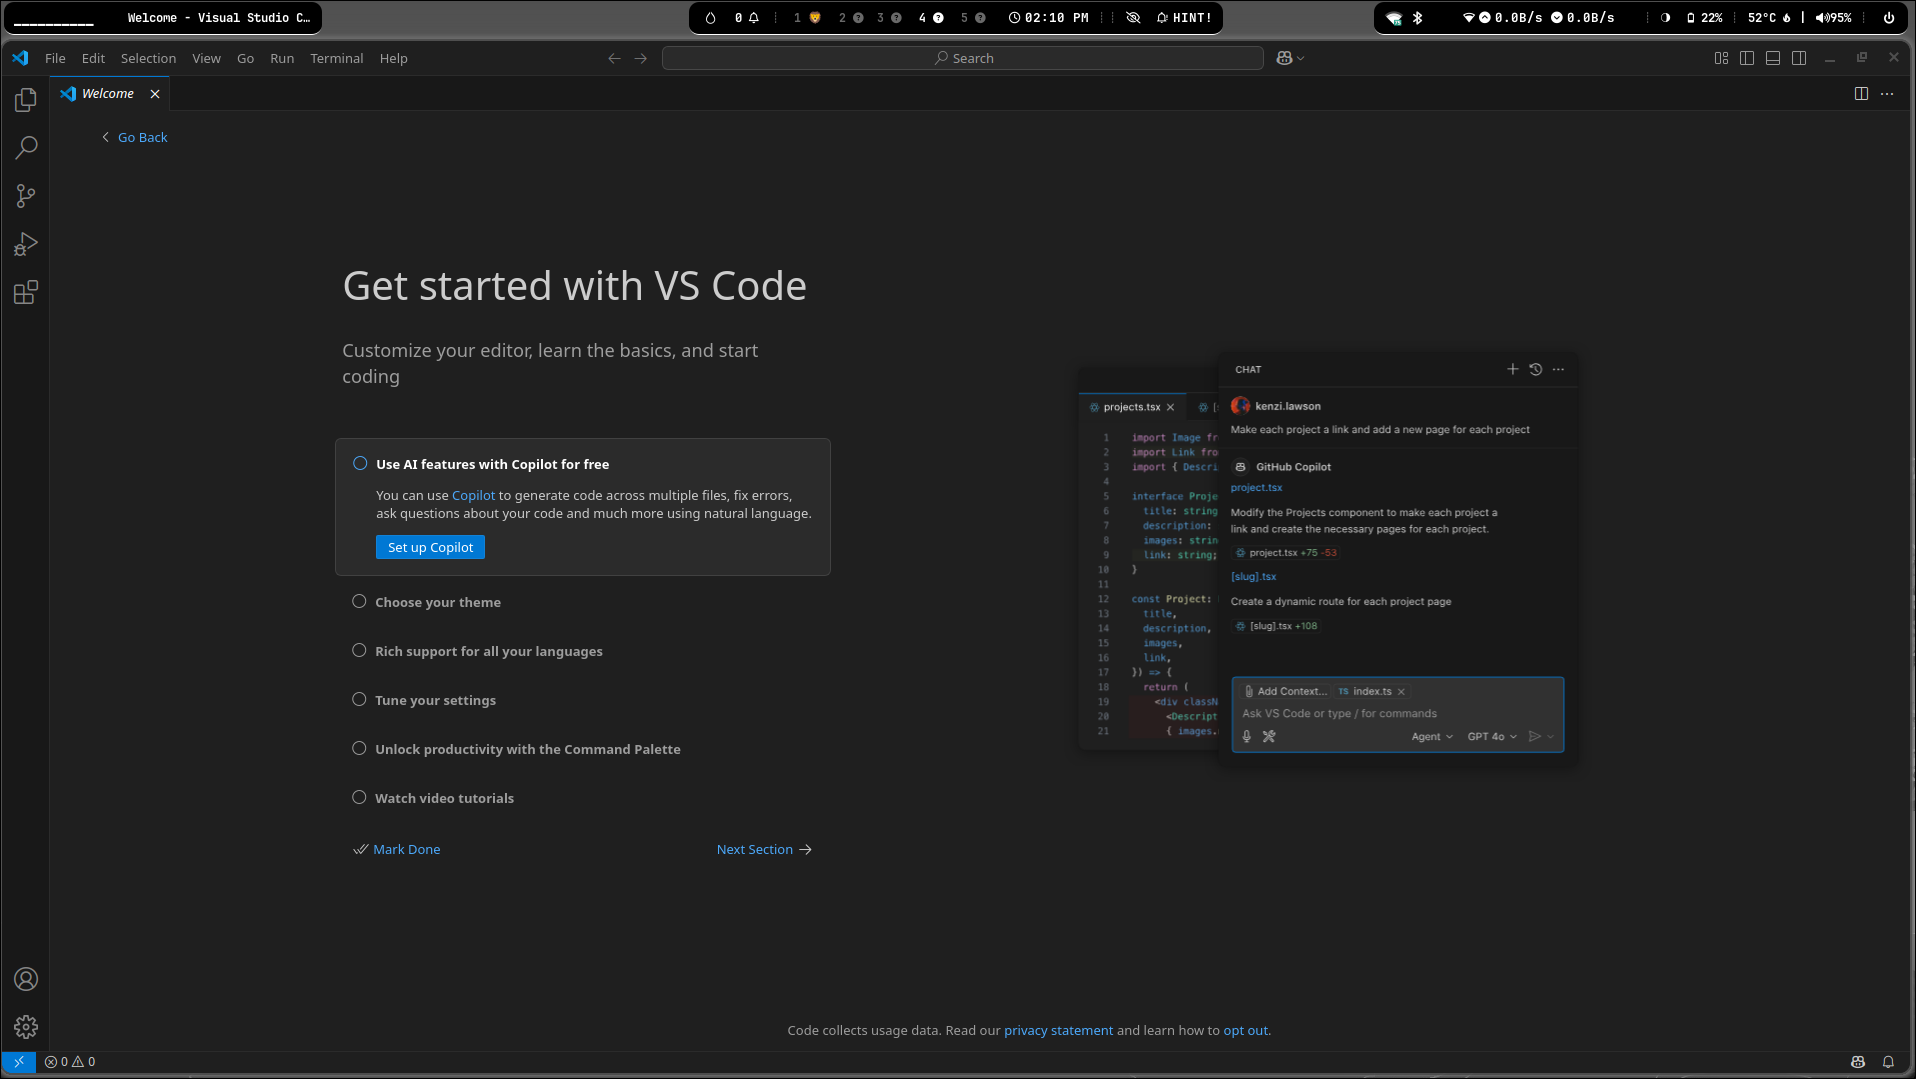 Welcome - Visual Studio C…
0
1
2
3
4
5
02:10 PM
HINT!
0.0B/s
0.0B/s
22%
52°C
95%
File Edit Selection View Go Run Terminal Help
Search
Welcome
Go Back
Get started with VS Code
Customize your editor, learn the basics, and start
coding
Use AI features with Copilot for free
You can use Copilot to generate code across multiple files, fix errors,
ask questions about your code and much more using natural language.
Set up Copilot
Choose your theme
Rich support for all your languages
Tune your settings
Unlock productivity with the Command Palette
Watch video tutorials
Mark Done
Next Section
projects.tsx
1 import Image
2 import Link
3 import {
4
5 interface
6 title: string
7 description:
8 images:
9 link: string;
10 }
11
12 const Project:
13 title,
14 description,
15 images,
16 link,
17 }) => {
18 return (
19 <div
20
21 {
CHAT
kenzi.lawson
Make each project a link and add a new page for each project
GitHub Copilot
project.tsx
Modify the Projects component to make each project a
link and create the necessary pages for each project.
project.tsx +75 -53
[slug].tsx
Create a dynamic route for each project page
[slug].tsx +108
Add Context... TS index.ts
Ask VS Code or type / for commands
Agent GPT 4o
Code collects usage data. Read our privacy statement and learn how to opt out.
0 0